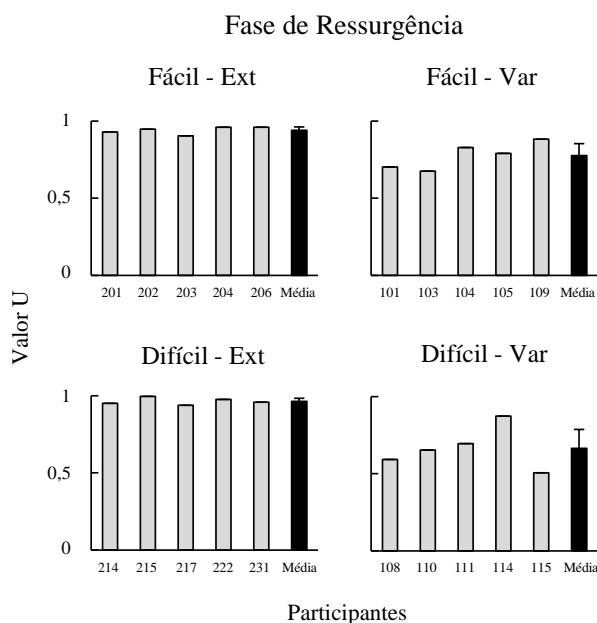 Fase de Ressurgência
Fácil - Ext
Fácil - Var
1
0,5
0
201 202 203 204 206 Média
101 103 104 105 109 Média
Valor U
Difícil - Ext
Difícil - Var
1
0,5
0
214 215 217 222 231 Média
108 110 111 114 115 Média
Participantes